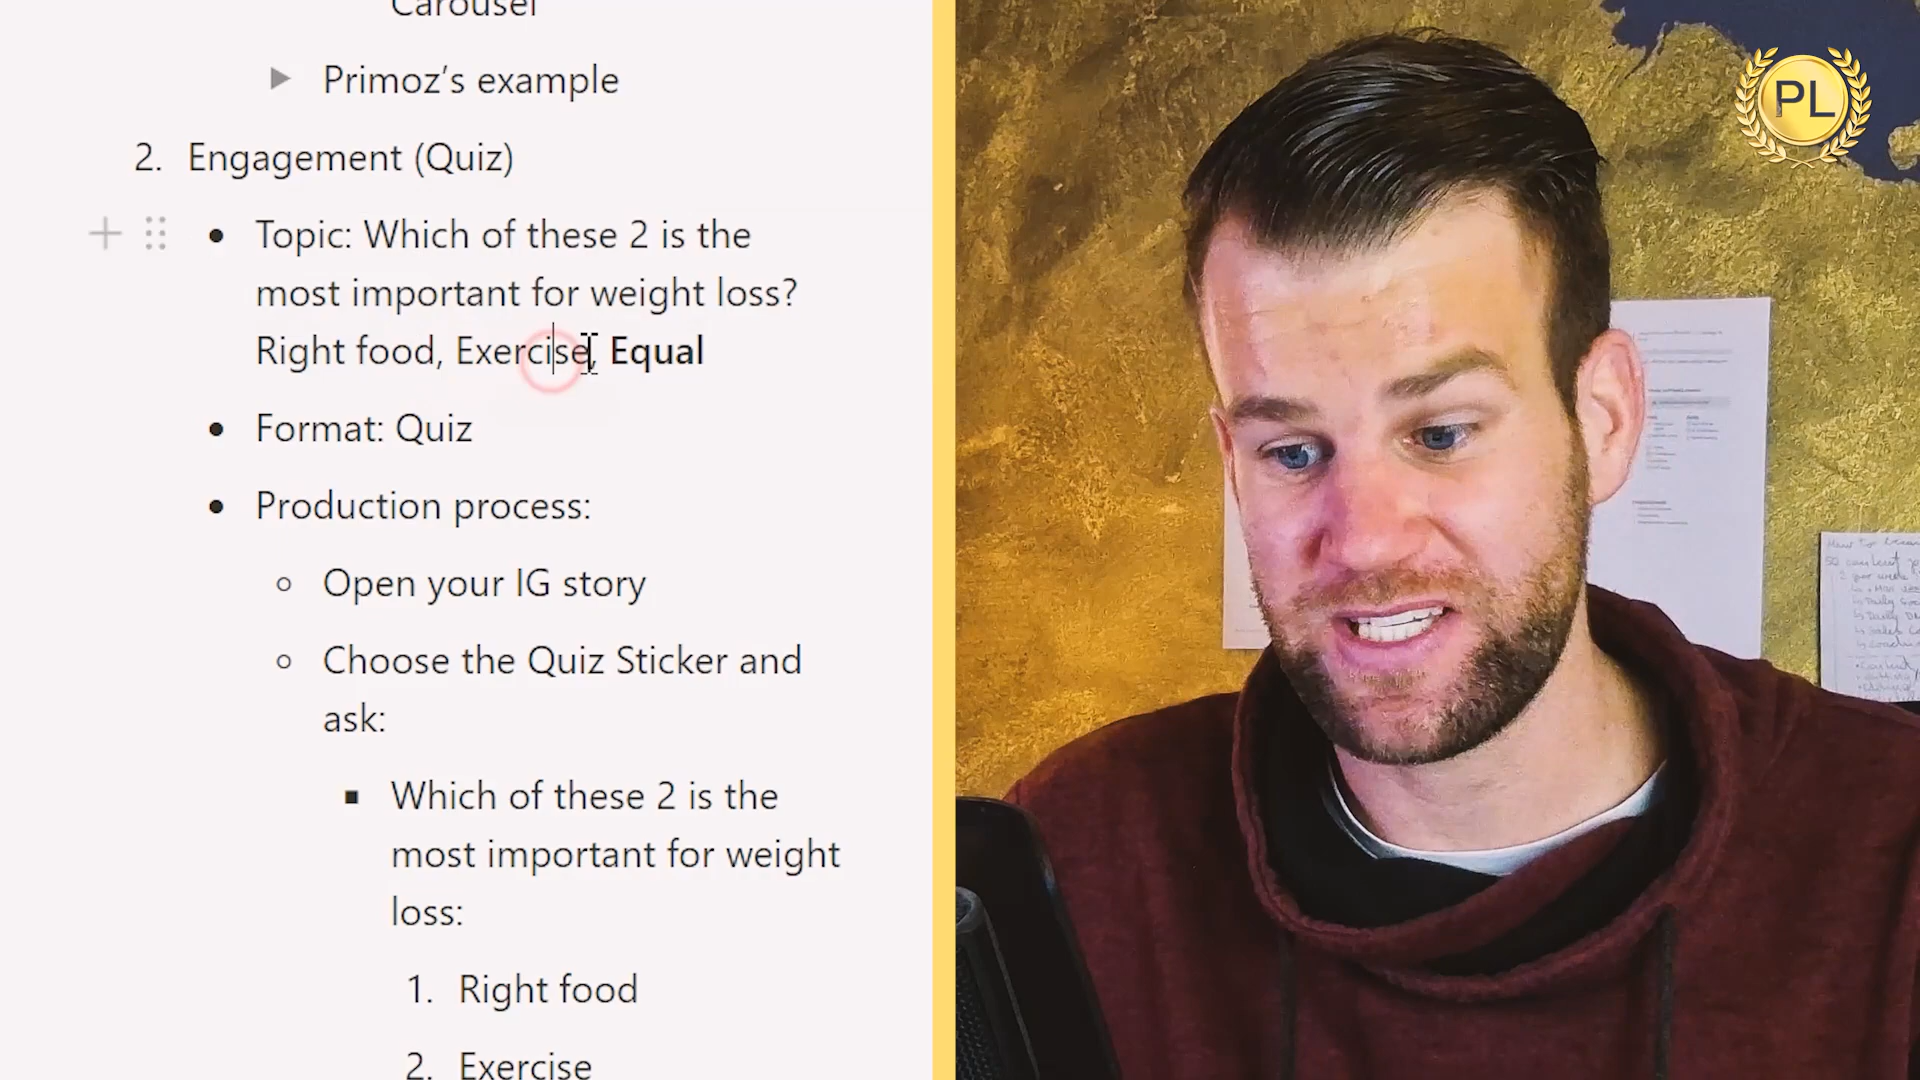 Carousel
Primoz's example
2. Engagement (Quiz)
Topic: Which of these 2 is the
most important for weight loss?
Right food, Exercise, Equal
Format: Quiz
Production process:
Open your IG story
Choose the Quiz Sticker and
ask:
Which of these 2 is the
most important for weight
loss:
1. Right food
2. Exercise
PL